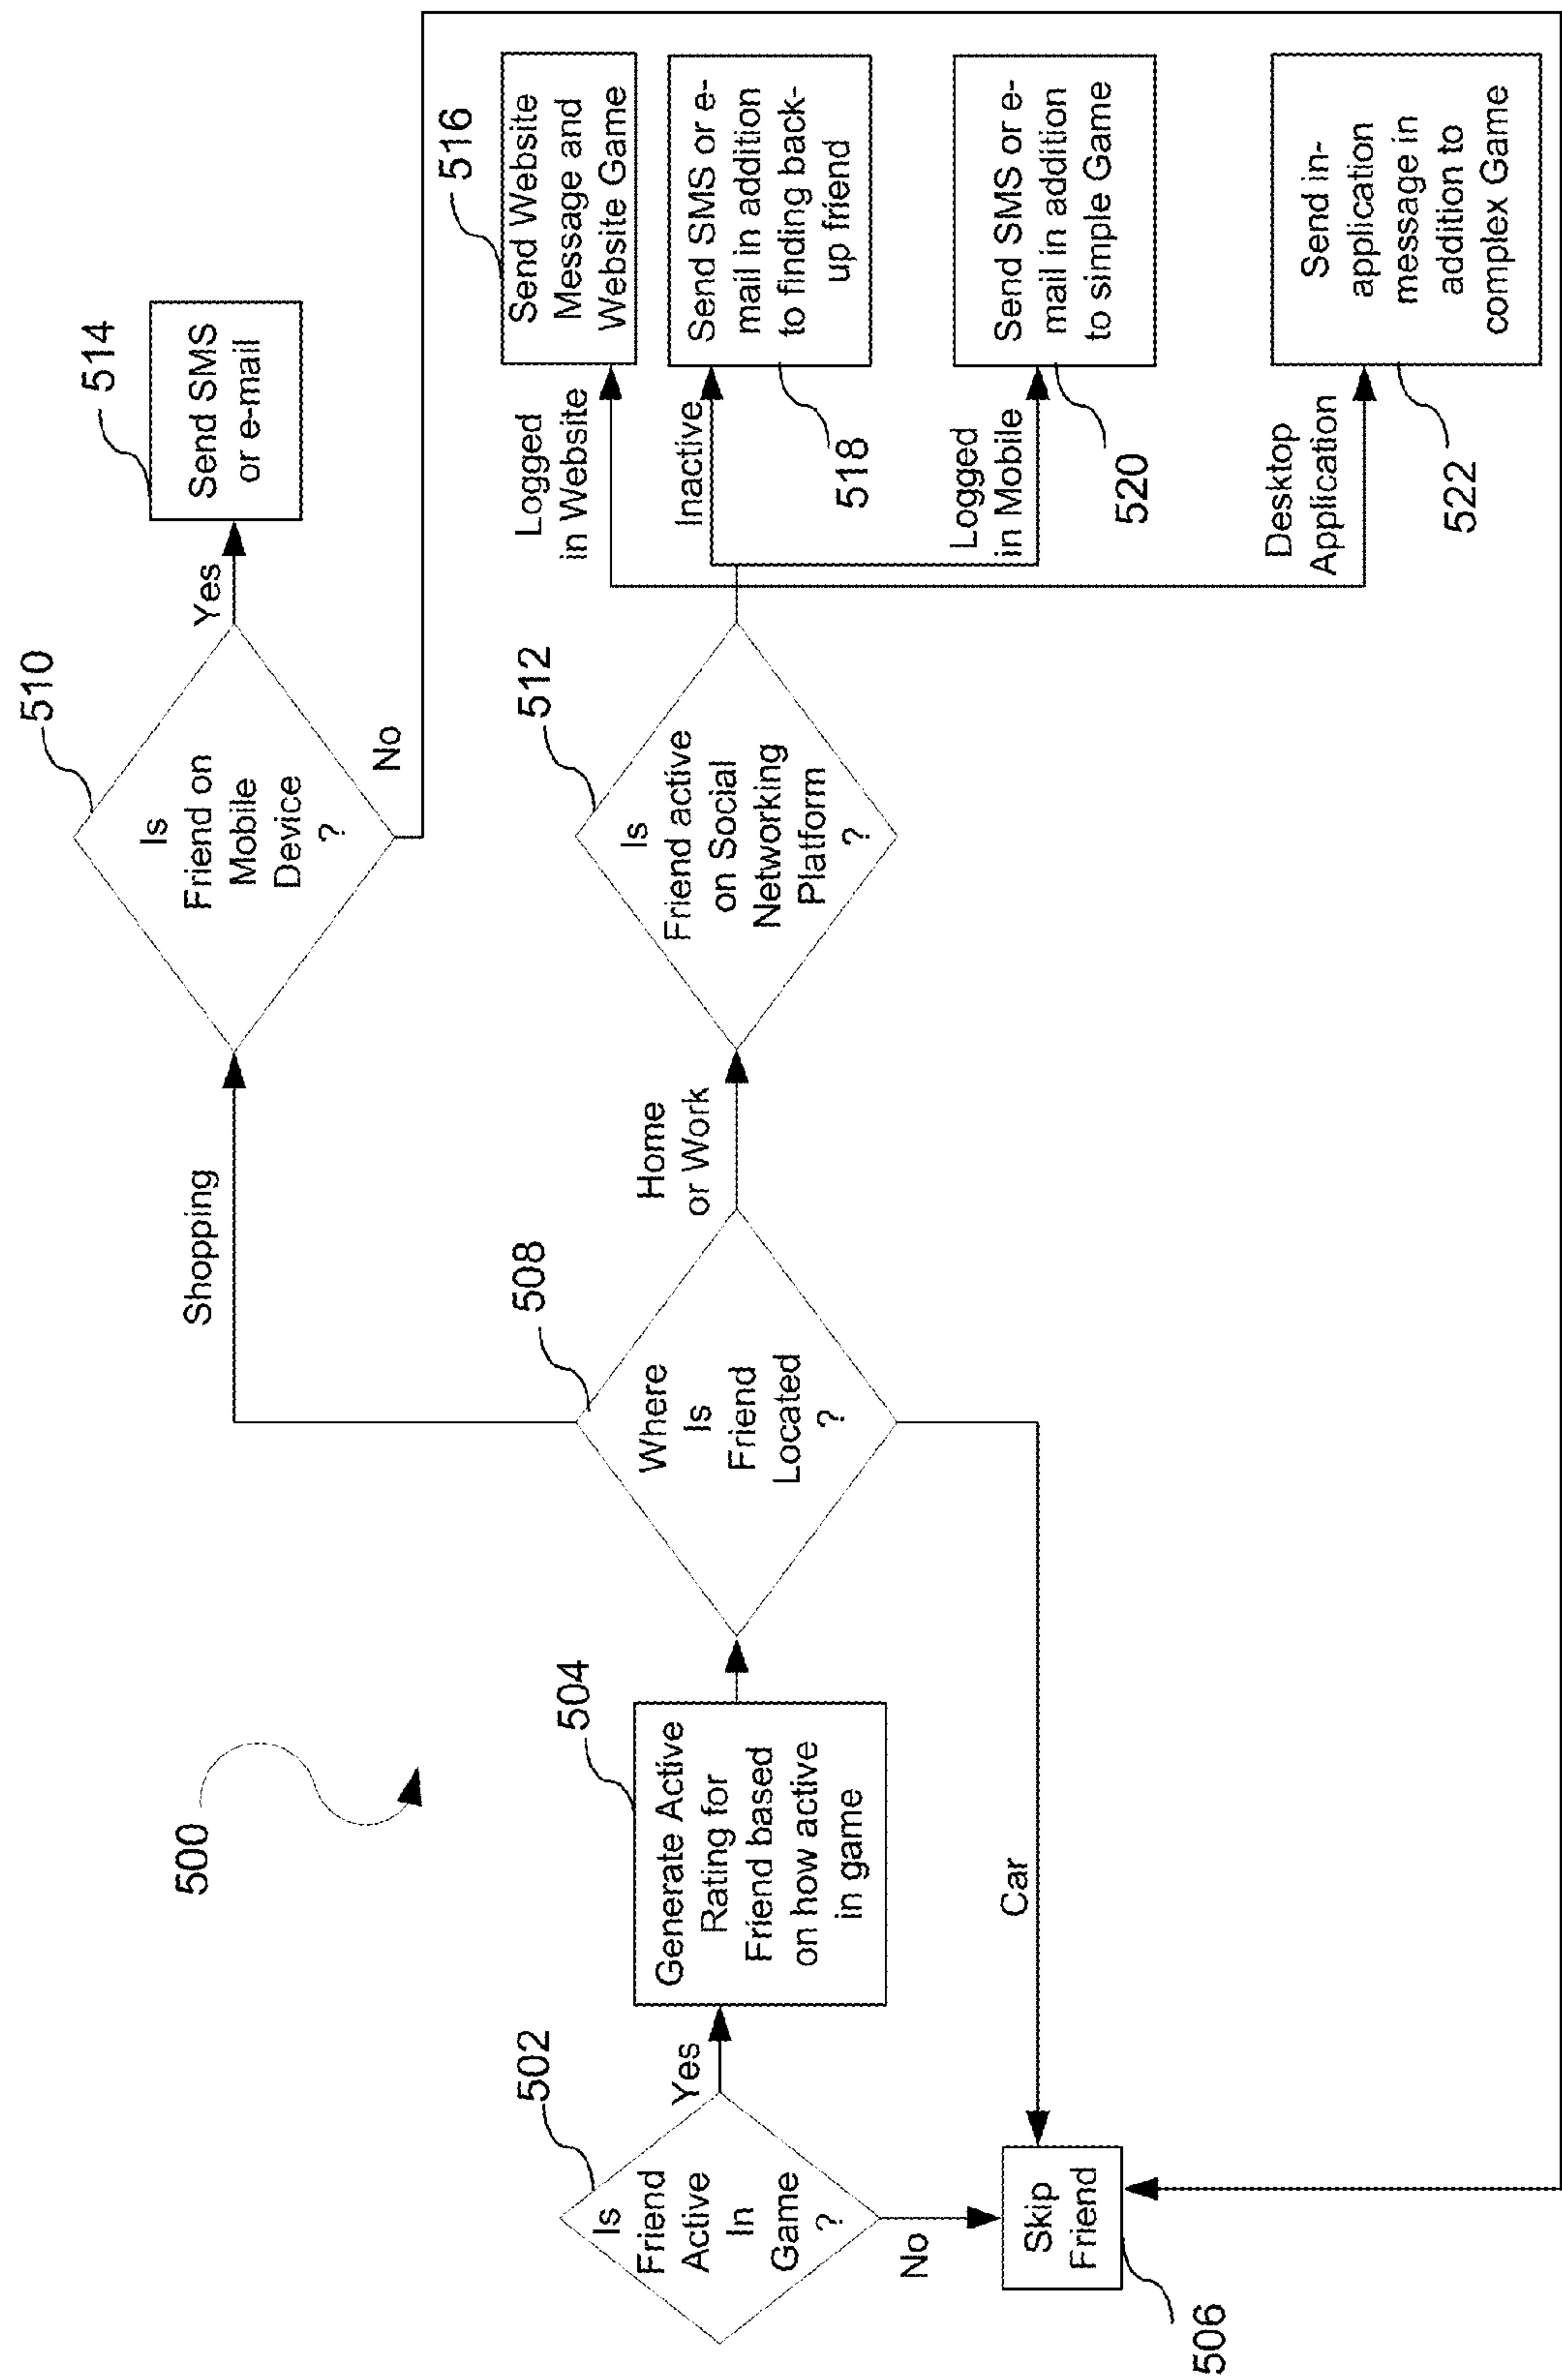 500
502
Is
Friend
Active
In
Game
?
Yes
No
504
Generate Active
Rating for
Friend based
on how active
in game
Skip
Friend
506
508
Where
Is
Friend
Located
?
Shopping
Home
or Work
Car
510
Is
Friend on
Mobile
Device
?
Yes
No
514
Send SMS
or e-mail
512
Is
Friend active
on Social
Networking
Platform
?
Logged
in Website
516
Send Website
Message and
Website Game
Inactive
Send SMS or e-
mail in addition
to finding back-
up friend
518
Logged
in Mobile
Send SMS or e-
mail in addition
to simple Game
520
Desktop
Application
Send in-
application
message in
addition to
complex Game
522